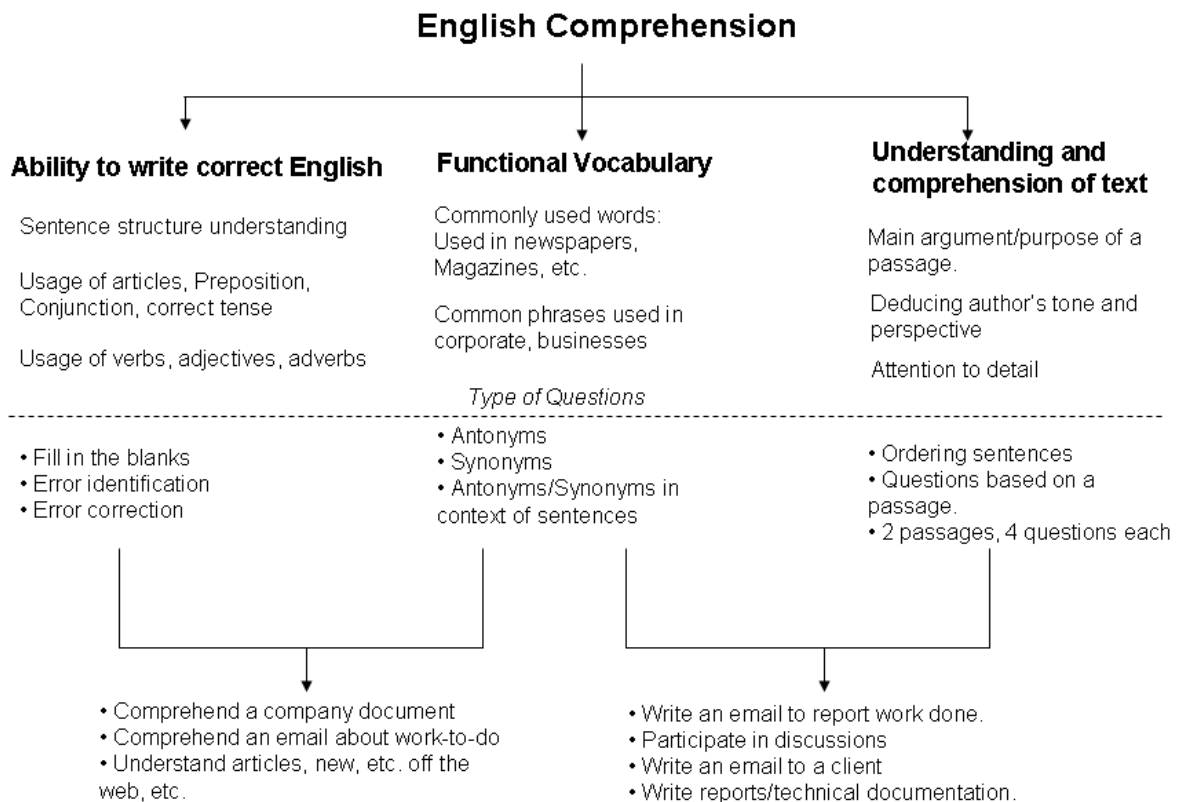 English Comprehension
Ability to write correct English
Sentence structure understanding
Usage of articles, Preposition,
Conjunction, correct tense
Usage of verbs, adjectives, adverbs
Functional Vocabulary
Commonly used words:
Used in newspapers,
Magazines, etc.
Common phrases used in
corporate, businesses
Understanding and
comprehension of text
Main argument/purpose of a
passage.
Deducing author's tone and
perspective
Attention to detail
Type of Questions
• Fill in the blanks
• Error identification
• Error correction
• Antonyms
• Synonyms
• Antonyms/Synonyms in
context of sentences
• Ordering sentences
• Questions based on a
passage.
• 2 passages, 4 questions each
• Comprehend a company document
• Comprehend an email about work-to-do
• Understand articles, new, etc. off the
web, etc.
• Write an email to report work done.
• Participate in discussions
• Write an email to a client
• Write reports/technical documentation.